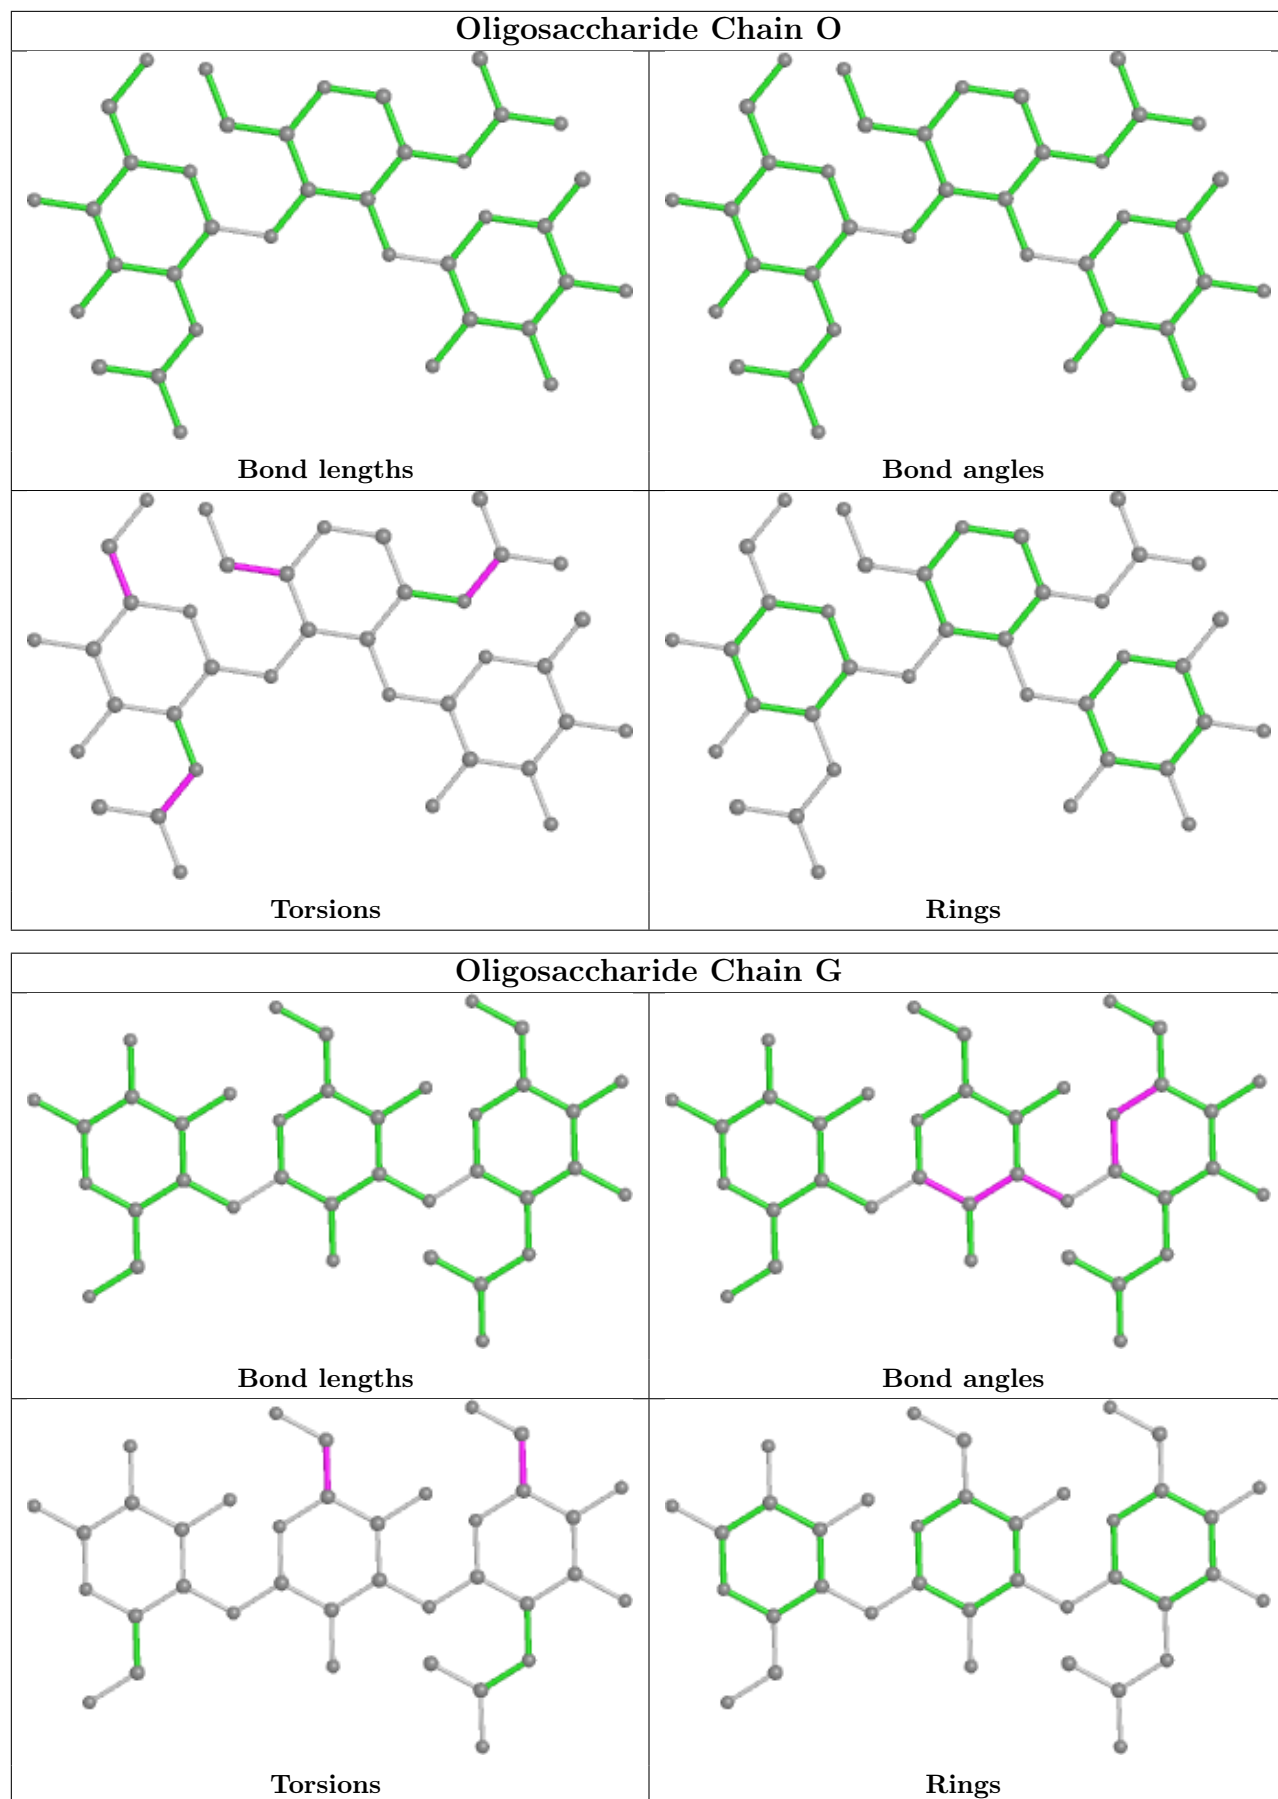 Oligosaccharide Chain O
Bond lengths
Bond angles
Torsions
Rings
Oligosaccharide Chain G
Bond lengths
Bond angles
Torsions
Rings